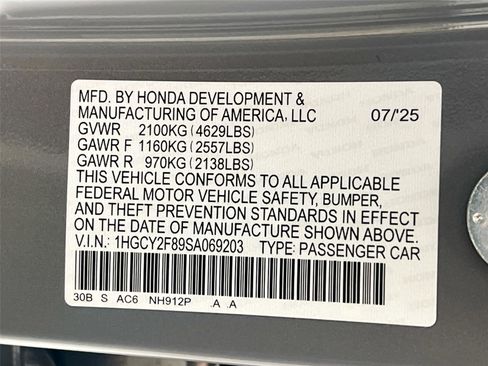 MFD. BY HONDA DEVELOPMENT &
MANUFACTURING OF AMERICA, LLC 07/'25
GVWR 2100KG (4629LBS)
GAWR F 1160KG (2557LBS)
GAWR R 970KG (2138LBS)
THIS VEHICLE CONFORMS TO ALL APPLICABLE
FEDERAL MOTOR VEHICLE SAFETY, BUMPER,
AND THEFT PREVENTION STANDARDS IN EFFECT
ON THE DATE OF MANUFACTURE SHOWN ABOVE.
V.I.N.: 1HGCY2F89SA069203 TYPE: PASSENGER CAR
30B S AC6 NH912P .A .A